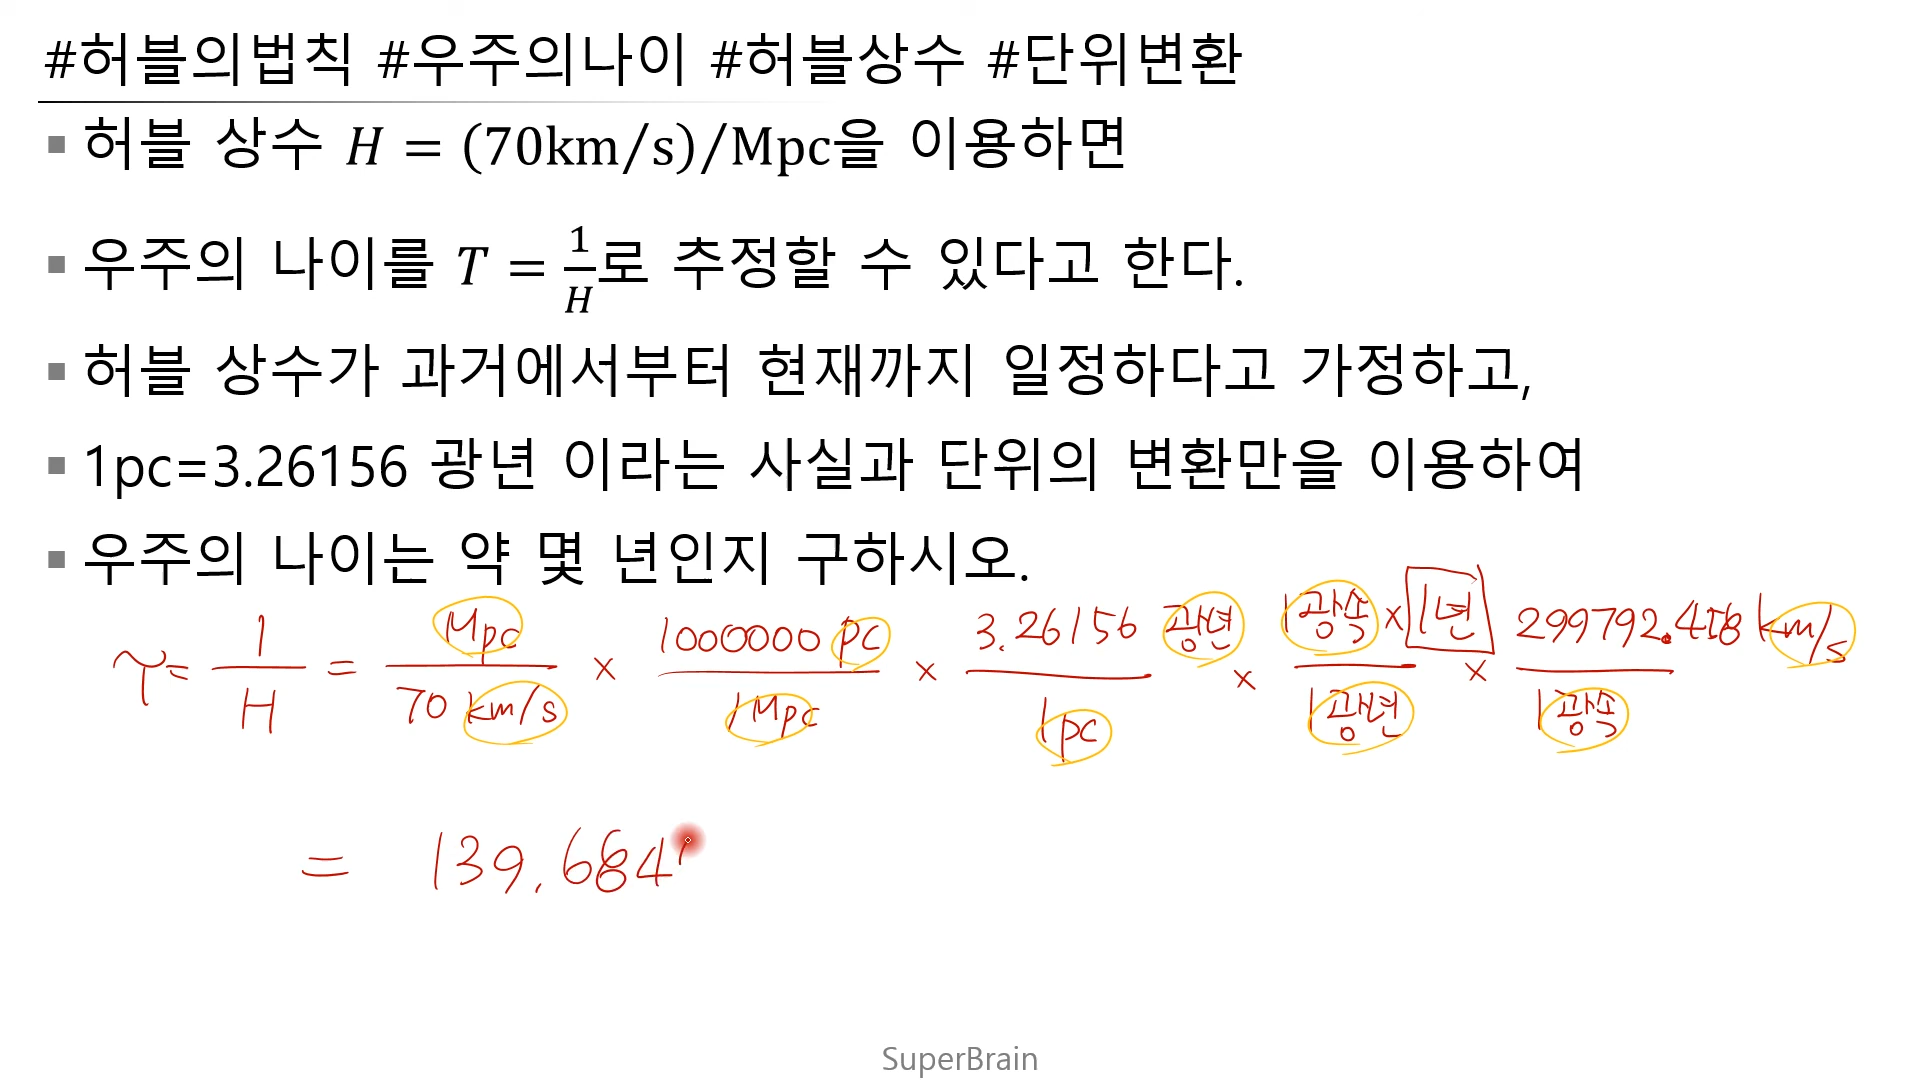 #허블의법칙 #우주의나이 #허블상수 #단위변환
▪ 허블 상수 H = (70km/s)/Mpc을 이용하면
▪ 우주의 나이를 T = 1/H로 추정할 수 있다고 한다.
▪ 허블 상수가 과거에서부터 현재까지 일정하다고 가정하고,
▪ 1pc=3.26156 광년 이라는 사실과 단위의 변환만을 이용하여
▪ 우주의 나이는 약 몇 년인지 구하시오.
T = 1/H = Mpc/70 km/s × 1000000 pc/1Mpc × 3.26156 광년/1pc × 1광속 × 1년/1광년 × 299792.458 km/s/1광속
= 139.684
SuperBrain